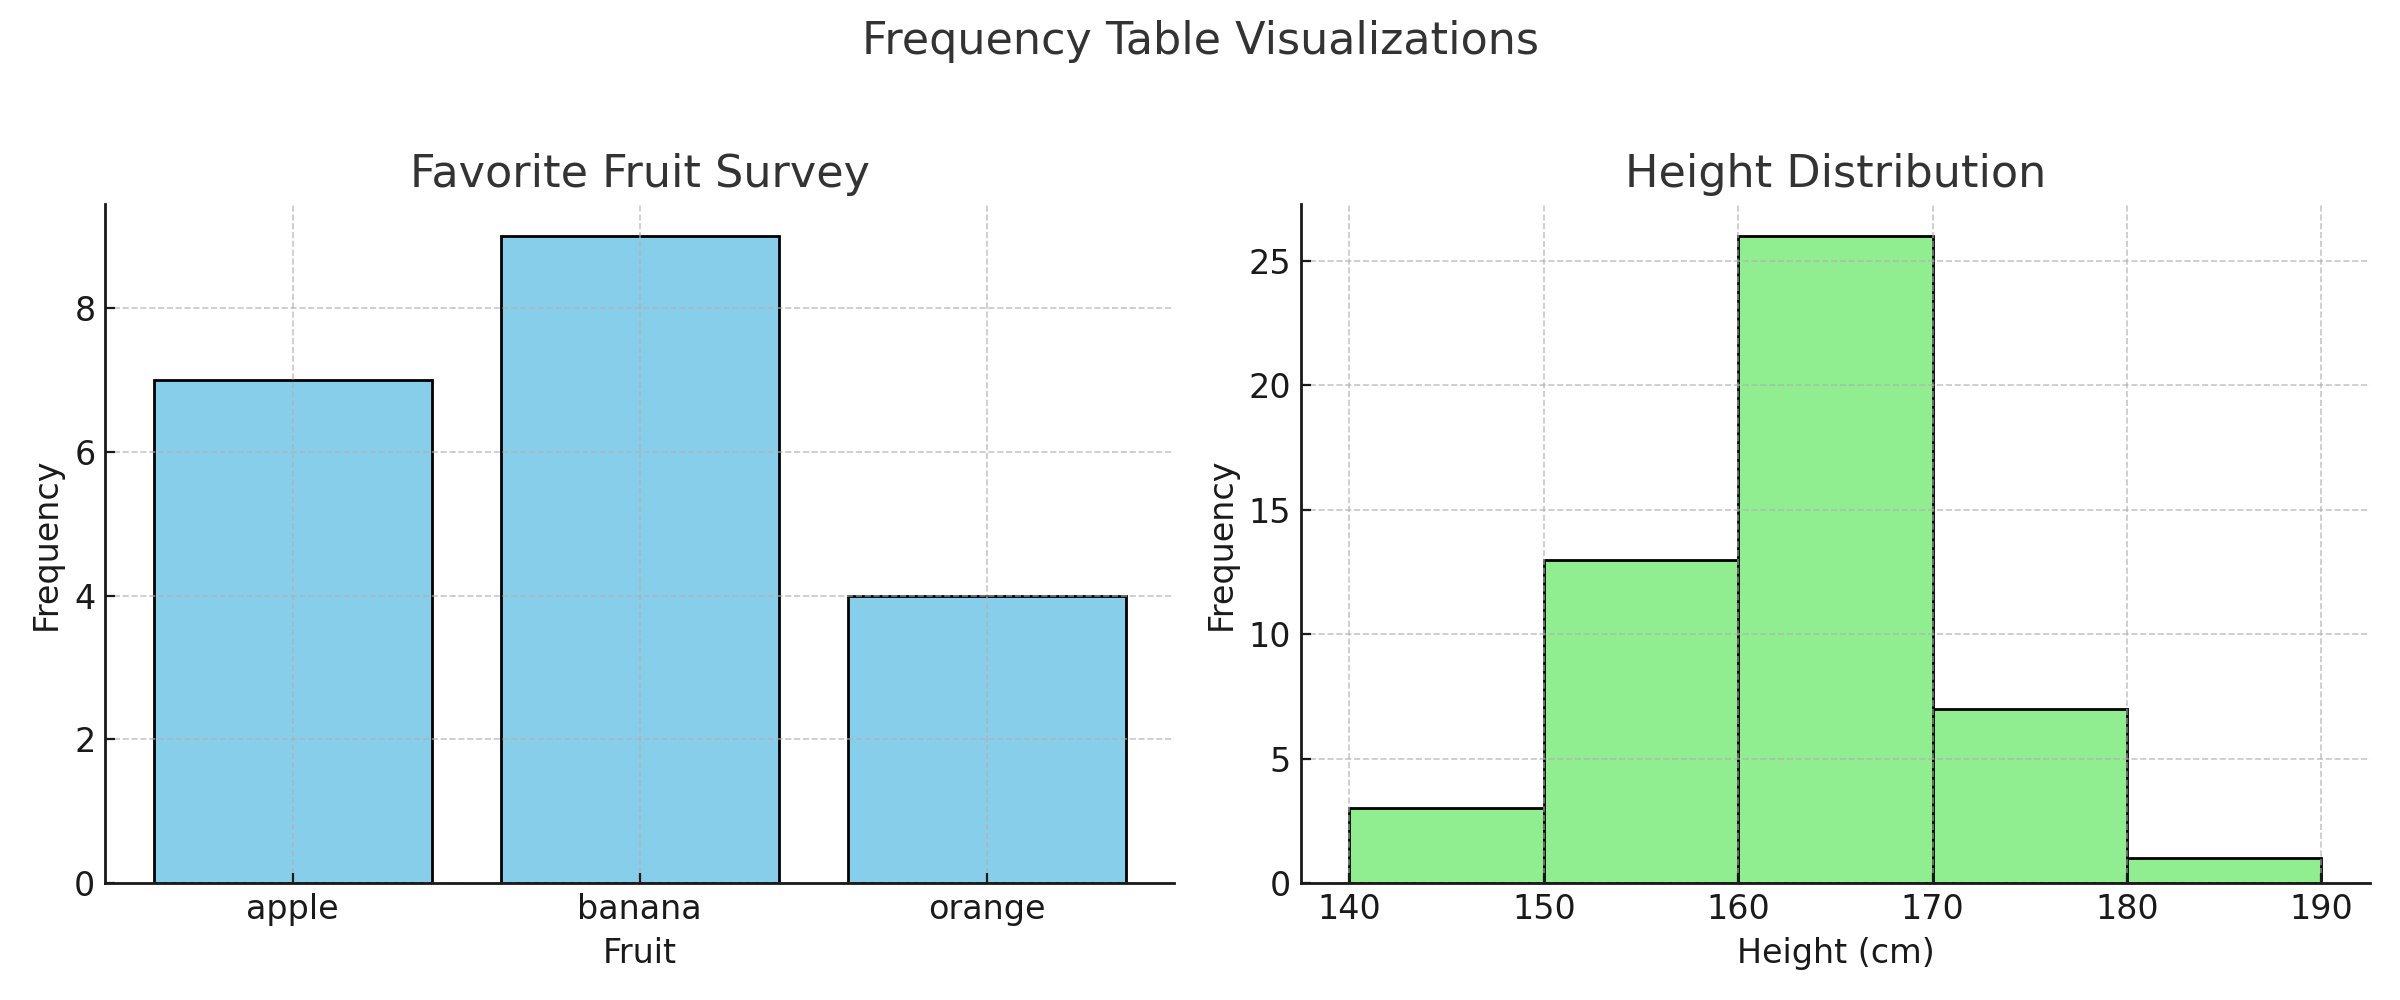 Frequency Table Visualizations
Favorite Fruit Survey
Frequency
8
6
4
2
0
apple banana orange
Fruit
Height Distribution
Frequency
25
20
15
10
5
0
140 150 160 170 180 190
Height (cm)